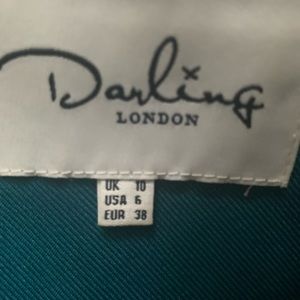 Darling
LONDON
UK 10
USA 6
EUR 38